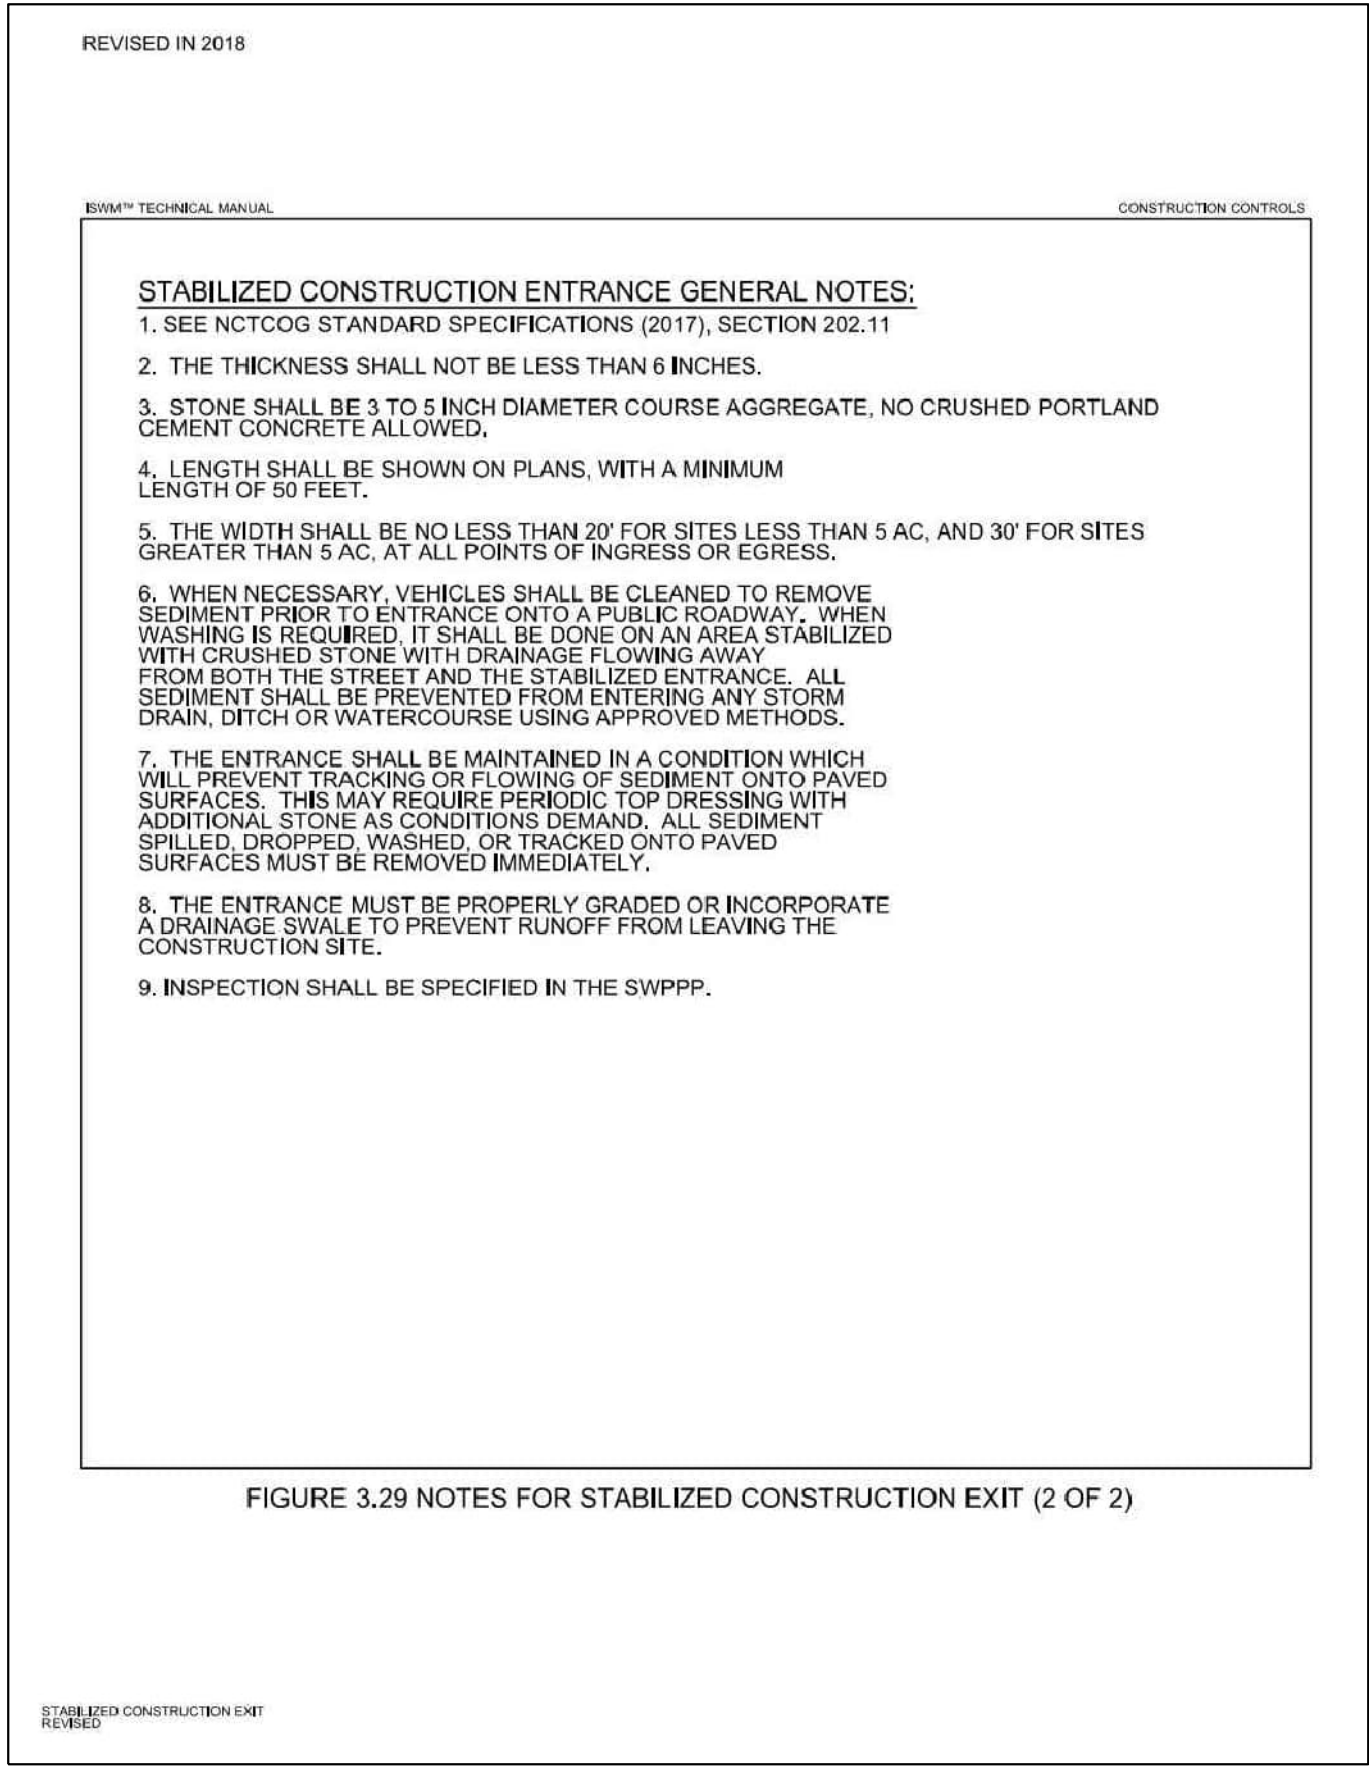 REVISED IN 2018
ISWM™ TECHNICAL MANUAL
CONSTRUCTION CONTROLS
STABILIZED CONSTRUCTION ENTRANCE GENERAL NOTES:
1. SEE NCTCOG STANDARD SPECIFICATIONS (2017), SECTION 202.11
2. THE THICKNESS SHALL NOT BE LESS THAN 6 INCHES.
3. STONE SHALL BE 3 TO 5 INCH DIAMETER COURSE AGGREGATE, NO CRUSHED PORTLAND
CEMENT CONCRETE ALLOWED.
4. LENGTH SHALL BE SHOWN ON PLANS, WITH A MINIMUM
LENGTH OF 50 FEET.
5. THE WIDTH SHALL BE NO LESS THAN 20' FOR SITES LESS THAN 5 AC, AND 30' FOR SITES
GREATER THAN 5 AC, AT ALL POINTS OF INGRESS OR EGRESS.
6. WHEN NECESSARY, VEHICLES SHALL BE CLEANED TO REMOVE
SEDIMENT PRIOR TO ENTRANCE ONTO A PUBLIC ROADWAY. WHEN
WASHING IS REQUIRED, IT SHALL BE DONE ON AN AREA STABILIZED
WITH CRUSHED STONE WITH DRAINAGE FLOWING AWAY
FROM BOTH THE STREET AND THE STABILIZED ENTRANCE. ALL
SEDIMENT SHALL BE PREVENTED FROM ENTERING ANY STORM
DRAIN, DITCH OR WATERCOURSE USING APPROVED METHODS.
7. THE ENTRANCE SHALL BE MAINTAINED IN A CONDITION WHICH
WILL PREVENT TRACKING OR FLOWING OF SEDIMENT ONTO PAVED
SURFACES. THIS MAY REQUIRE PERIODIC TOP DRESSING WITH
ADDITIONAL STONE AS CONDITIONS DEMAND. ALL SEDIMENT
SPILLED, DROPPED, WASHED, OR TRACKED ONTO PAVED
SURFACES MUST BE REMOVED IMMEDIATELY.
8. THE ENTRANCE MUST BE PROPERLY GRADED OR INCORPORATE
A DRAINAGE SWALE TO PREVENT RUNOFF FROM LEAVING THE
CONSTRUCTION SITE.
9. INSPECTION SHALL BE SPECIFIED IN THE SWPPP.
FIGURE 3.29 NOTES FOR STABILIZED CONSTRUCTION EXIT (2 OF 2)
STABILIZED CONSTRUCTION EXIT
REVISED